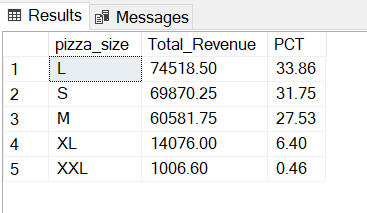 Results Messages
pizza_size Total_Revenue PCT
1 L 74518.50 33.86
2 S 69870.25 31.75
3 M 60581.75 27.53
4 XL 14076.00 6.40
5 XXL 1006.60 0.46